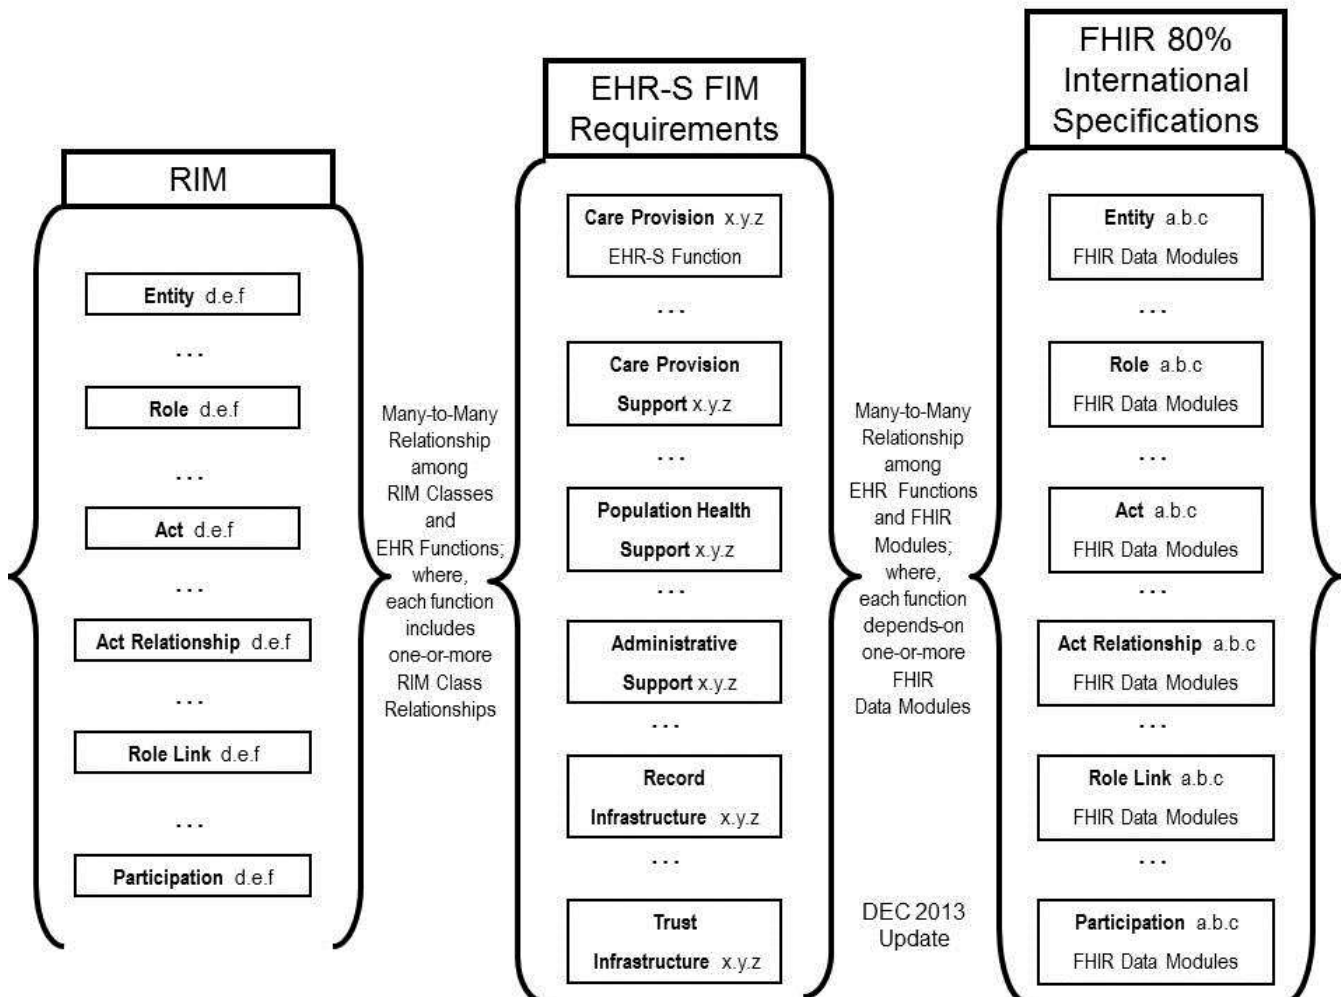 RIM
Entity d.e.f
...
Role d.e.f
...
Act d.e.f
...
Act Relationship d.e.f
...
Role Link d.e.f
...
Participation d.e.f
Many-to-Many
Relationship
among
RIM Classes
and
EHR Functions;
where,
each function
includes
one-or-more
RIM Class
Relationships
EHR-S FIM
Requirements
Care Provision x.y.z
EHR-S Function
...
Care Provision
Support x.y.z
...
Population Health
Support x.y.z
...
Administrative
Support x.y.z
...
Record
Infrastructure x.y.z
...
Trust
Infrastructure x.y.z
Many-to-Many
Relationship
among
EHR Functions
and FHIR
Modules;
where,
each function
depends-on
one-or-more
FHIR
Data Modules
DEC 2013
Update
FHIR 80%
International
Specifications
Entity a.b.c
FHIR Data Modules
...
Role a.b.c
FHIR Data Modules
...
Act a.b.c
FHIR Data Modules
...
Act Relationship a.b.c
FHIR Data Modules
...
Role Link a.b.c
FHIR Data Modules
...
Participation a.b.c
FHIR Data Modules